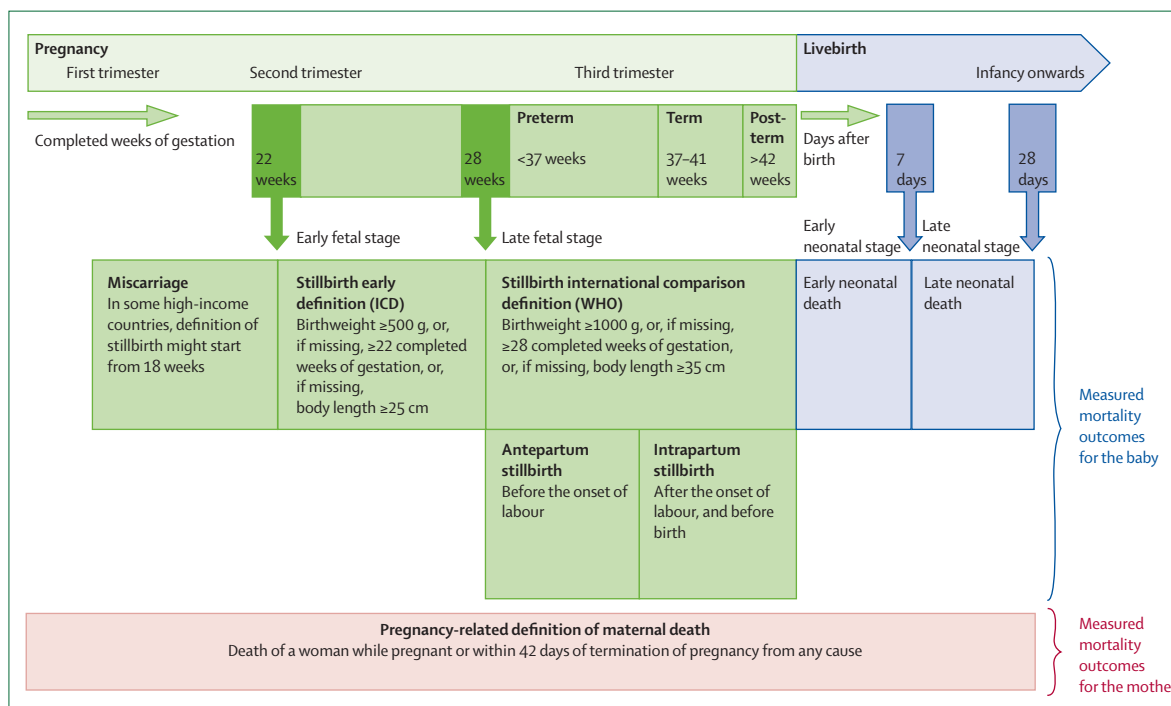 Pregnancy
Livebirth
First trimester
Second trimester
Third trimester
Infancy onwards
Completed weeks of gestation
22
weeks
28
weeks
Preterm
<37 weeks
Term
37–41
weeks
Post-
term
>42
weeks
Days after
birth
7
days
28
days
Early fetal stage
Late fetal stage
Early
neonatal stage
Late
neonatal stage
Miscarriage
In some high-income
countries, definition of
stillbirth might start
from 18 weeks
Stillbirth early
definition (ICD)
Birthweight ≥500 g, or,
if missing, ≥22 completed
weeks of gestation, or,
if missing,
body length ≥25 cm
Stillbirth international comparison
definition (WHO)
Birthweight ≥1000 g, or, if missing,
≥28 completed weeks of gestation,
or, if missing, body length ≥35 cm
Early neonatal
death
Late neonatal
death
Measured
mortality
outcomes
for the baby
Antepartum
stillbirth
Before the onset of
labour
Intrapartum
stillbirth
After the onset of
labour, and before
birth
Pregnancy-related definition of maternal death
Death of a woman while pregnant or within 42 days of termination of pregnancy from any cause
Measured
mortality
outcomes
for the mothe